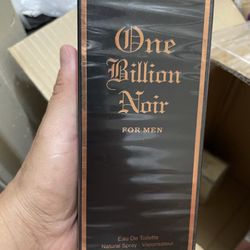 One
Billion
Noir
FOR MEN
Eau De Toilette
Natural Spray - Vaporisateur